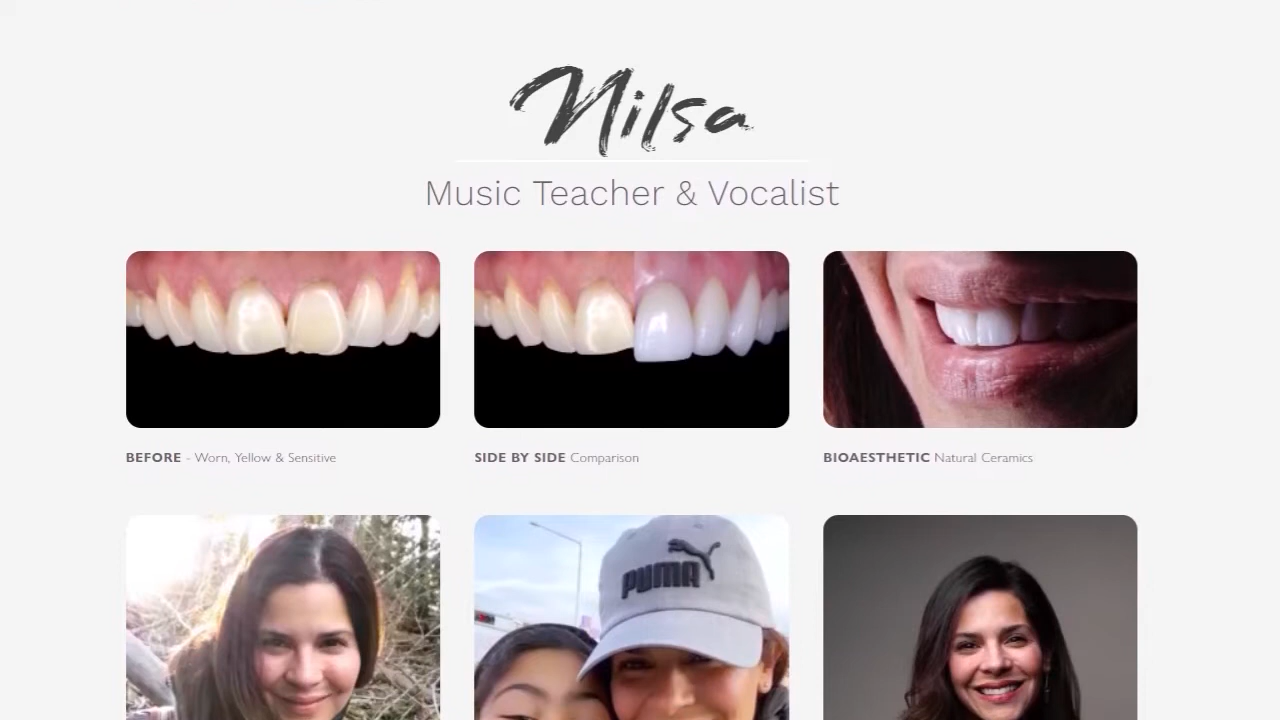 Nilsa
Music Teacher & Vocalist
BEFORE - Worn, Yellow & Sensitive
SIDE BY SIDE Comparison
BIOAESTHETIC Natural Ceramics
PUMA